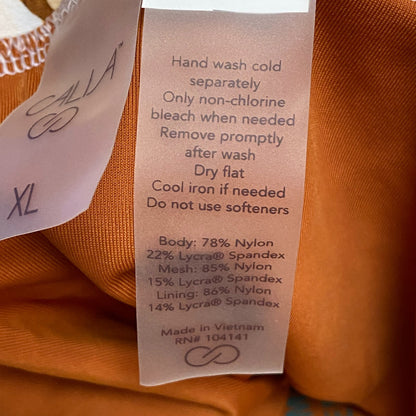 CALLA™
XL
Hand wash cold
separately
Only non-chlorine
bleach when needed
Remove promptly
after wash
Dry flat
Cool iron if needed
Do not use softeners
Body: 78% Nylon
22% Lycra® Spandex
Mesh: 85% Nylon
15% Lycra® Spandex
Lining: 86% Nylon
14% Lycra® Spandex
Made in Vietnam
RN# 104141